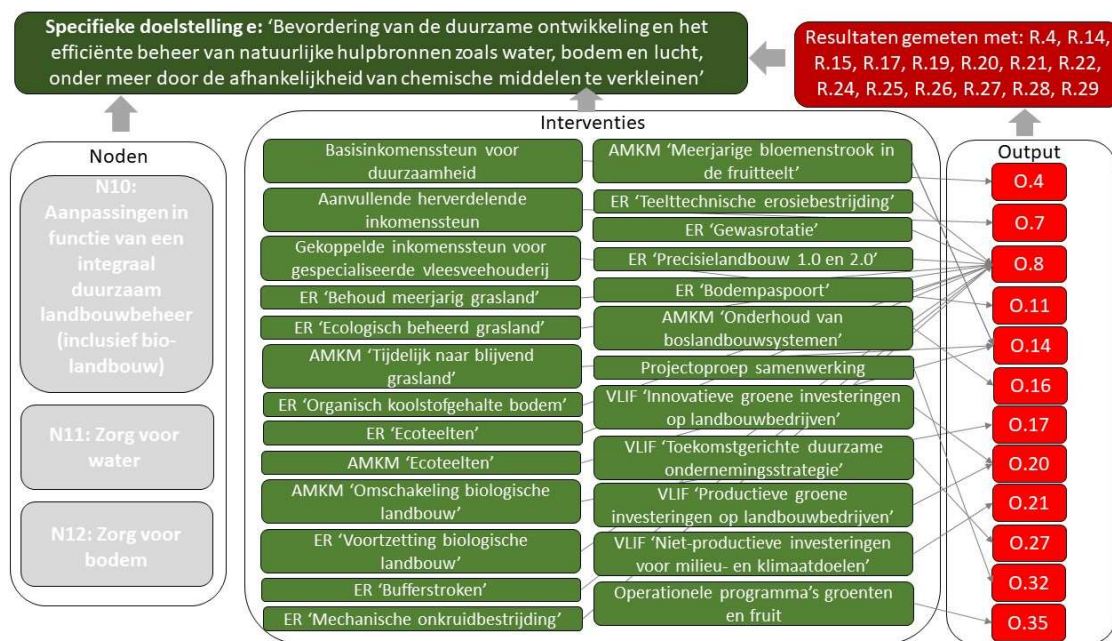 Specifieke doelstelling e: ‘Bevordering van de duurzame ontwikkeling en het
efficiënte beheer van natuurlijke hulpbronnen zoals water, bodem en lucht,
onder meer door de afhankelijkheid van chemische middelen te verkleinen’
Resultaten gemeten met: R.4, R.14,
R.15, R.17, R.19, R.20, R.21, R.22,
R.24, R.25, R.26, R.27, R.28, R.29
Noden
N10:
Aanpassingen in
functie van een
integraal
duurzaam
landbouwbeheer
(inclusief bio-
landbouw)
N11: Zorg voor
water
N12: Zorg voor
bodem
Interventies
Basisinkomenssteun voor
duurzaamheid
Aanvullende herverdelende
inkomenssteun
Gekoppelde inkomenssteun voor
gespecialiseerde vleesveehouderij
ER ‘Behoud meerjarig grasland’
ER ‘Ecologisch beheerd grasland’
AMKM ‘Tijdelijk naar blijvend
grasland’
ER ‘Organisch koolstofgehalte bodem’
ER ‘Ecoteelten’
AMKM ‘Ecoteelten’
AMKM ‘Omschakeling biologische
landbouw’
ER ‘Voortzetting biologische
landbouw’
ER ‘Bufferstroken’
ER ‘Mechanische onkruidbestrijding’
AMKM ‘Meerjarige bloemenstrook in
de fruitteelt’
ER ‘Teelttechnische erosiebestrijding’
ER ‘Gewasrotatie’
ER ‘Precisielandbouw 1.0 en 2.0’
ER ‘Bodempaspoort’
AMKM ‘Onderhoud van
boslandbouwsystemen’
Projectoproep samenwerking
VLIF ‘Innovatieve groene investeringen
op landbouwbedrijven’
VLIF ‘Toekomstgerichte duurzame
ondernemingsstrategie’
VLIF ‘Productieve groene
investeringen op landbouwbedrijven’
VLIF ‘Niet-productieve investeringen
voor milieu- en klimaatdoelen’
Operationele programma’s groenten
en fruit
Output
O.4
O.7
O.8
O.11
O.14
O.16
O.17
O.20
O.21
O.27
O.32
O.35